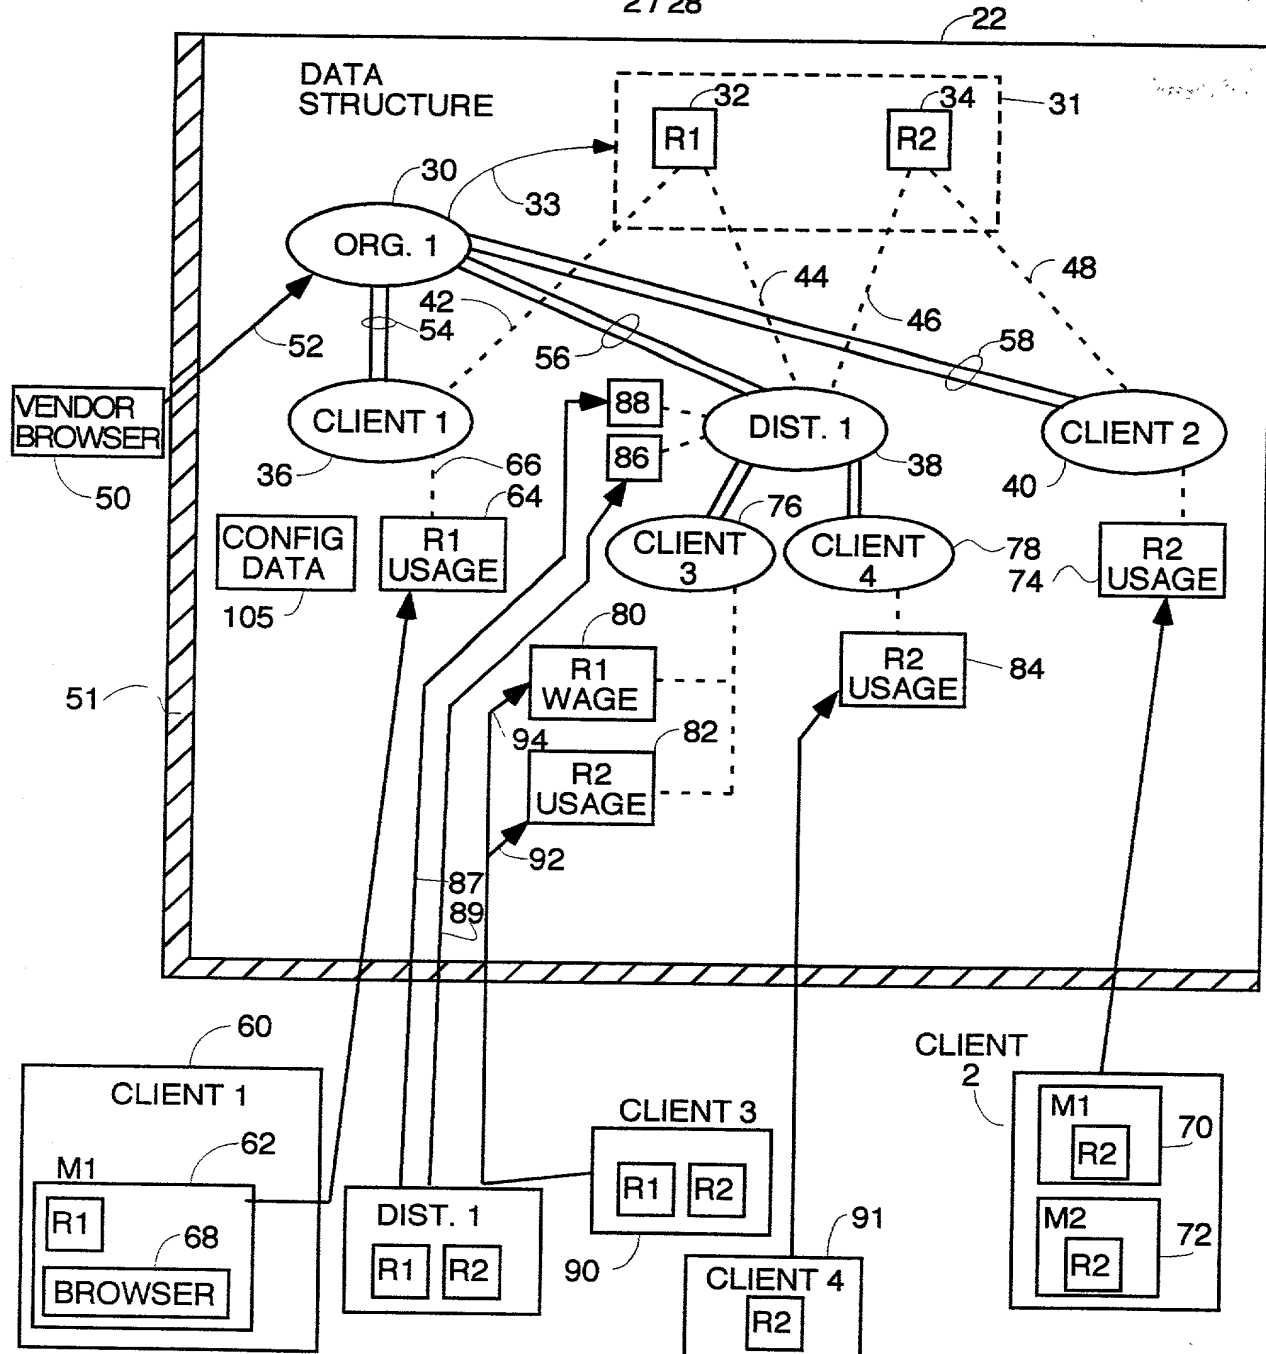 2 / 28
22
DATA
STRUCTURE
32
34
31
R1
R2
30
33
ORG. 1
44
48
42
46
54
52
56
58
VENDOR
BROWSER
50
CLIENT 1
88
86
DIST. 1
CLIENT 2
36
66
64
38
40
76
CONFIG
DATA
105
R1
USAGE
CLIENT
3
CLIENT
4
78
74
R2
USAGE
80
R1
WAGE
R2
USAGE
84
51
94
82
R2
USAGE
92
87
89
60
CLIENT 1
62
M1
R1
68
BROWSER
DIST. 1
R1
R2
CLIENT 3
R1
R2
90
91
CLIENT 4
R2
CLIENT
2
M1
R2
70
M2
R2
72